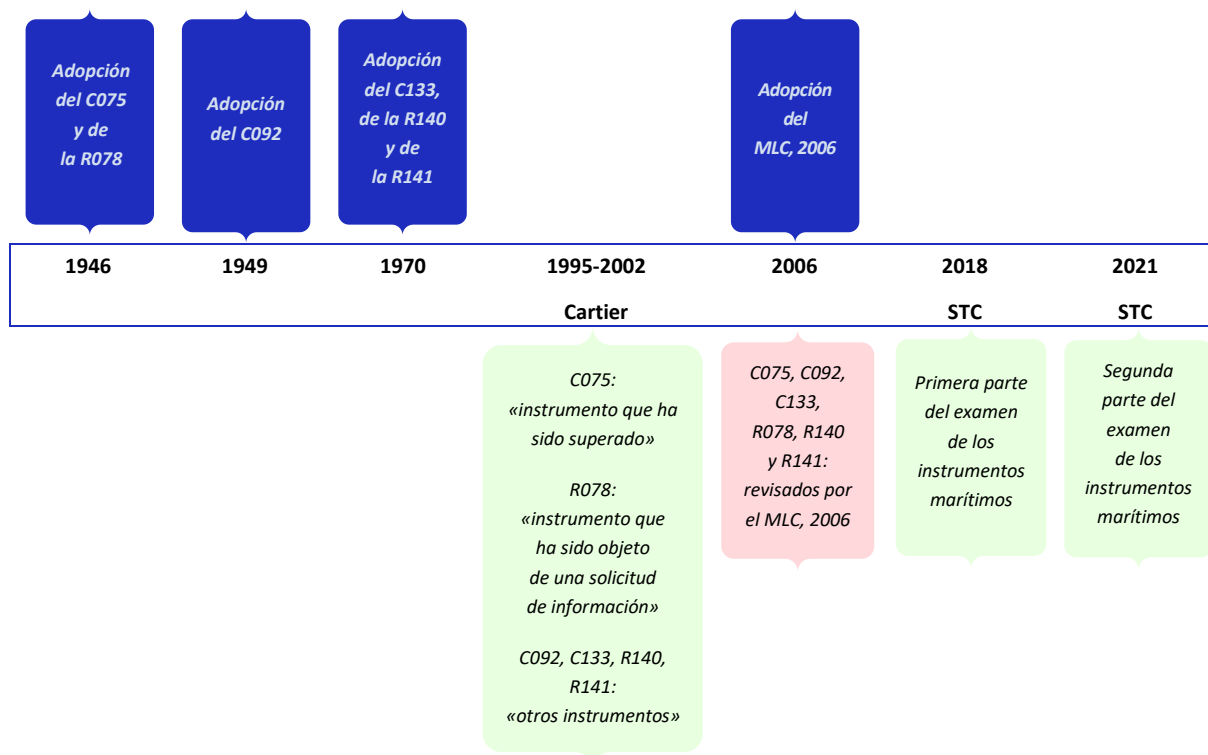 Adopción
del C075
y de
la R078
Adopción
del C092
Adopción
del C133,
de la R140
y de
la R141
Adopción
del
MLC, 2006
1946
1949
1970
1995-2002
Cartier
2006
2018
STC
2021
STC
C075:
«instrumento que ha
sido superado»
R078:
«instrumento que
ha sido objeto
de una solicitud
de información»
C092, C133, R140,
R141:
«otros instrumentos»
C075, C092,
C133,
R078, R140
y R141:
revisados por
el MLC, 2006
Primera parte
del examen
de los
instrumentos
marítimos
Segunda
parte del
examen
de los
instrumentos
marítimos